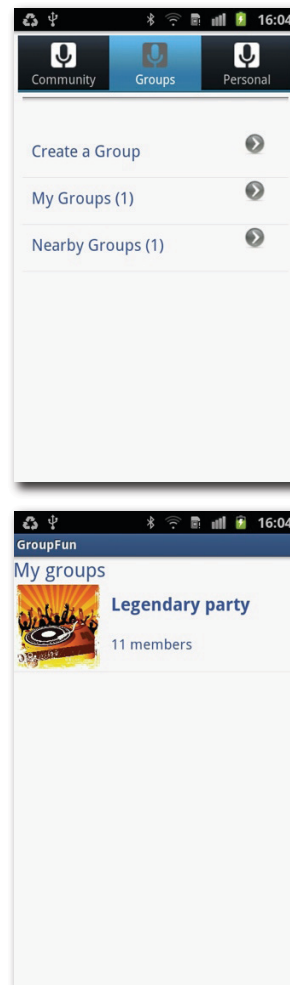 16:04
Community Groups Personal
Create a Group
My Groups (1)
Nearby Groups (1)
16:04
GroupFun
My groups
Legendary party
11 members